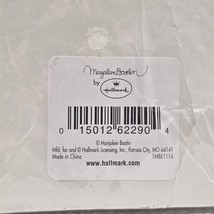 Marjolein Bastin
by Hallmark
0 15012 62290 4
© Marjolein Bastin
Mfd. for and © Hallmark Licensing, Inc., Kansas City, MO 64141
Made in China 1MBE1116
www.hallmark.com